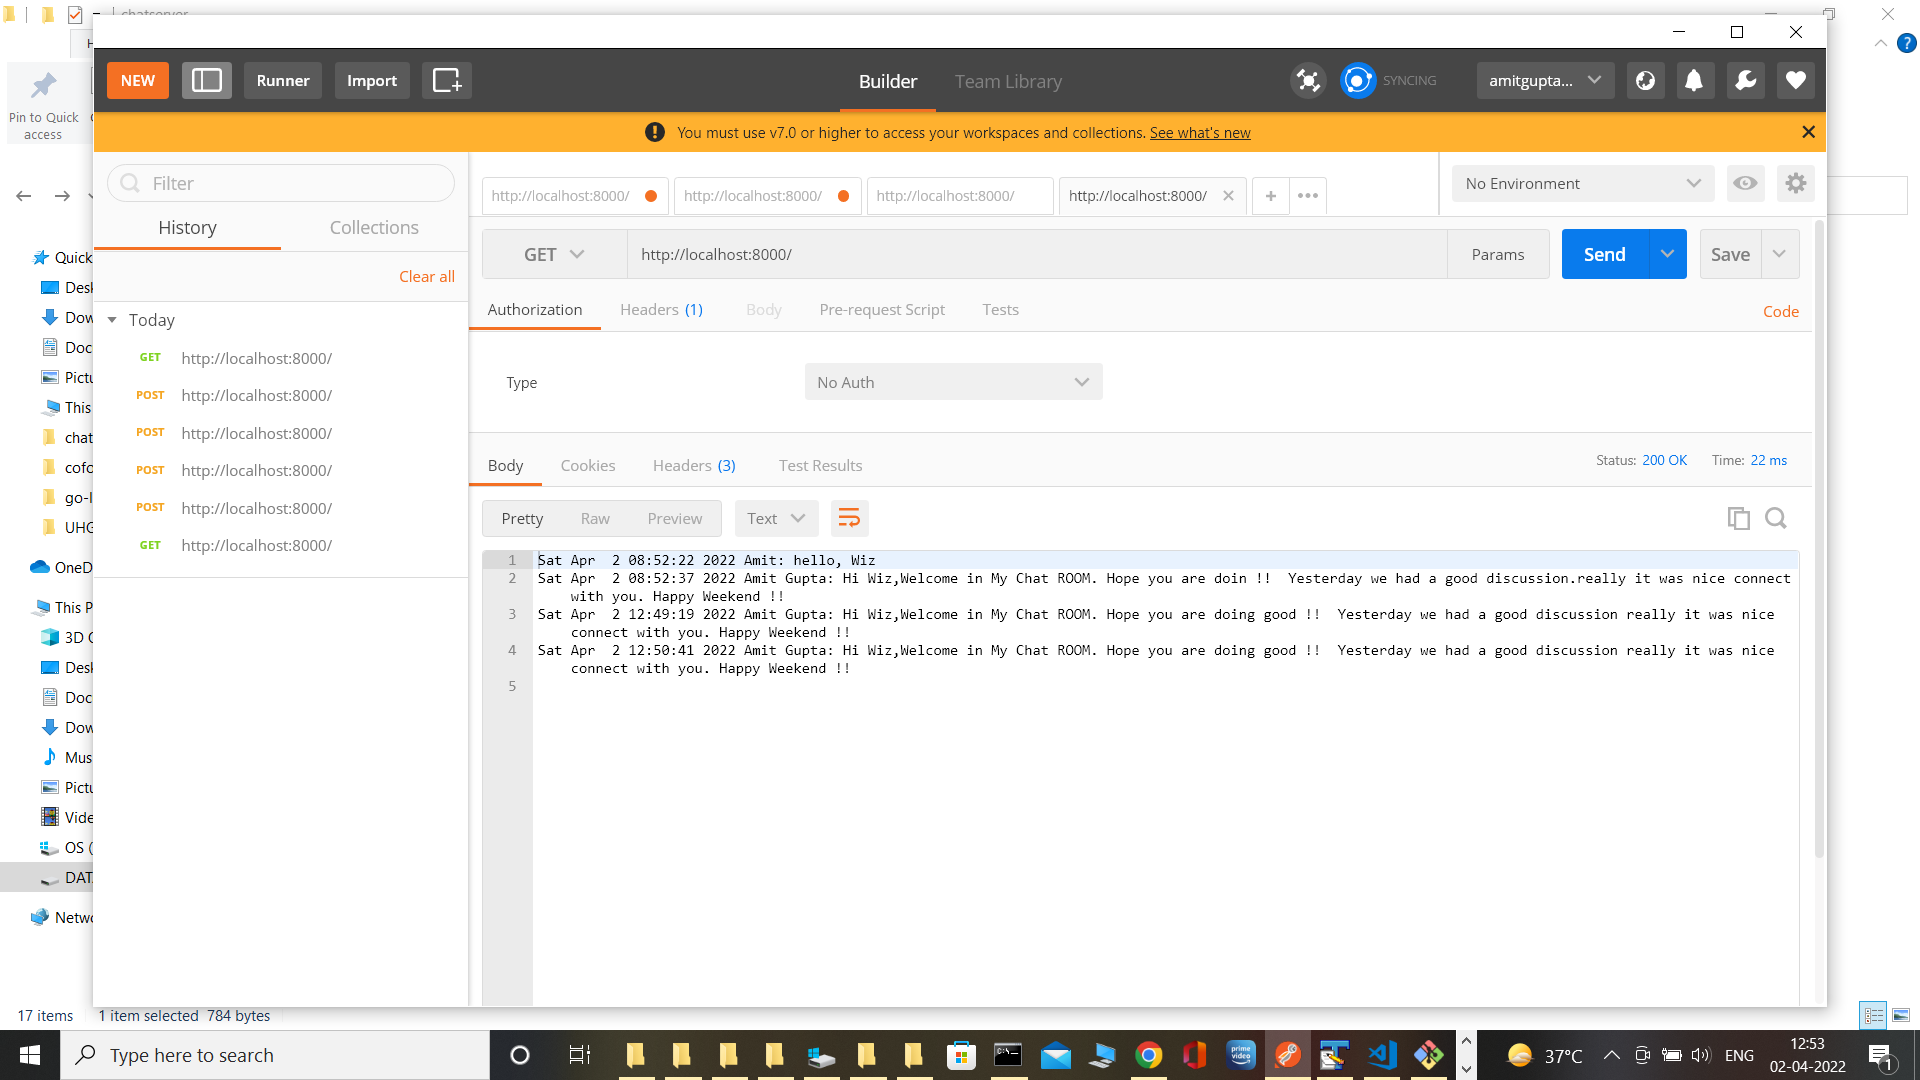 chatserver
Pin to Quick
access
NEW
Runner
Import
Builder
Team Library
SYNCING
amitgupta...
You must use v7.0 or higher to access your workspaces and collections. See what's new
Filter
History
Collections
Clear all
Today
GET http://localhost:8000/
POST http://localhost:8000/
POST http://localhost:8000/
POST http://localhost:8000/
POST http://localhost:8000/
GET http://localhost:8000/
http://localhost:8000/
http://localhost:8000/
http://localhost:8000/
http://localhost:8000/
No Environment
GET
http://localhost:8000/
Params
Send
Save
Authorization
Headers (1)
Body
Pre-request Script
Tests
Code
Type
No Auth
Body
Cookies
Headers (3)
Test Results
Status: 200 OK
Time: 22 ms
Pretty
Raw
Preview
Text
1 Sat Apr  2 08:52:22 2022 Amit: hello, Wiz
2 Sat Apr  2 08:52:37 2022 Amit Gupta: Hi Wiz,Welcome in My Chat ROOM. Hope you are doin !!  Yesterday we had a good discussion.really it was nice connect
with you. Happy Weekend !!
3 Sat Apr  2 12:49:19 2022 Amit Gupta: Hi Wiz,Welcome in My Chat ROOM. Hope you are doing good !!  Yesterday we had a good discussion really it was nice
connect with you. Happy Weekend !!
4 Sat Apr  2 12:50:41 2022 Amit Gupta: Hi Wiz,Welcome in My Chat ROOM. Hope you are doing good !!  Yesterday we had a good discussion really it was nice
connect with you. Happy Weekend !!
5
Quick
Desk
Dow
Doc
Pictu
This
chat
cofo
go-l
UHG
OneD
This P
3D
Desk
Doc
Dow
Mus
Pictu
Vide
OS (
DAT
Netwo
17 items
1 item selected 784 bytes
Type here to search
prime
video
37°C
ENG
12:53
02-04-2022
1